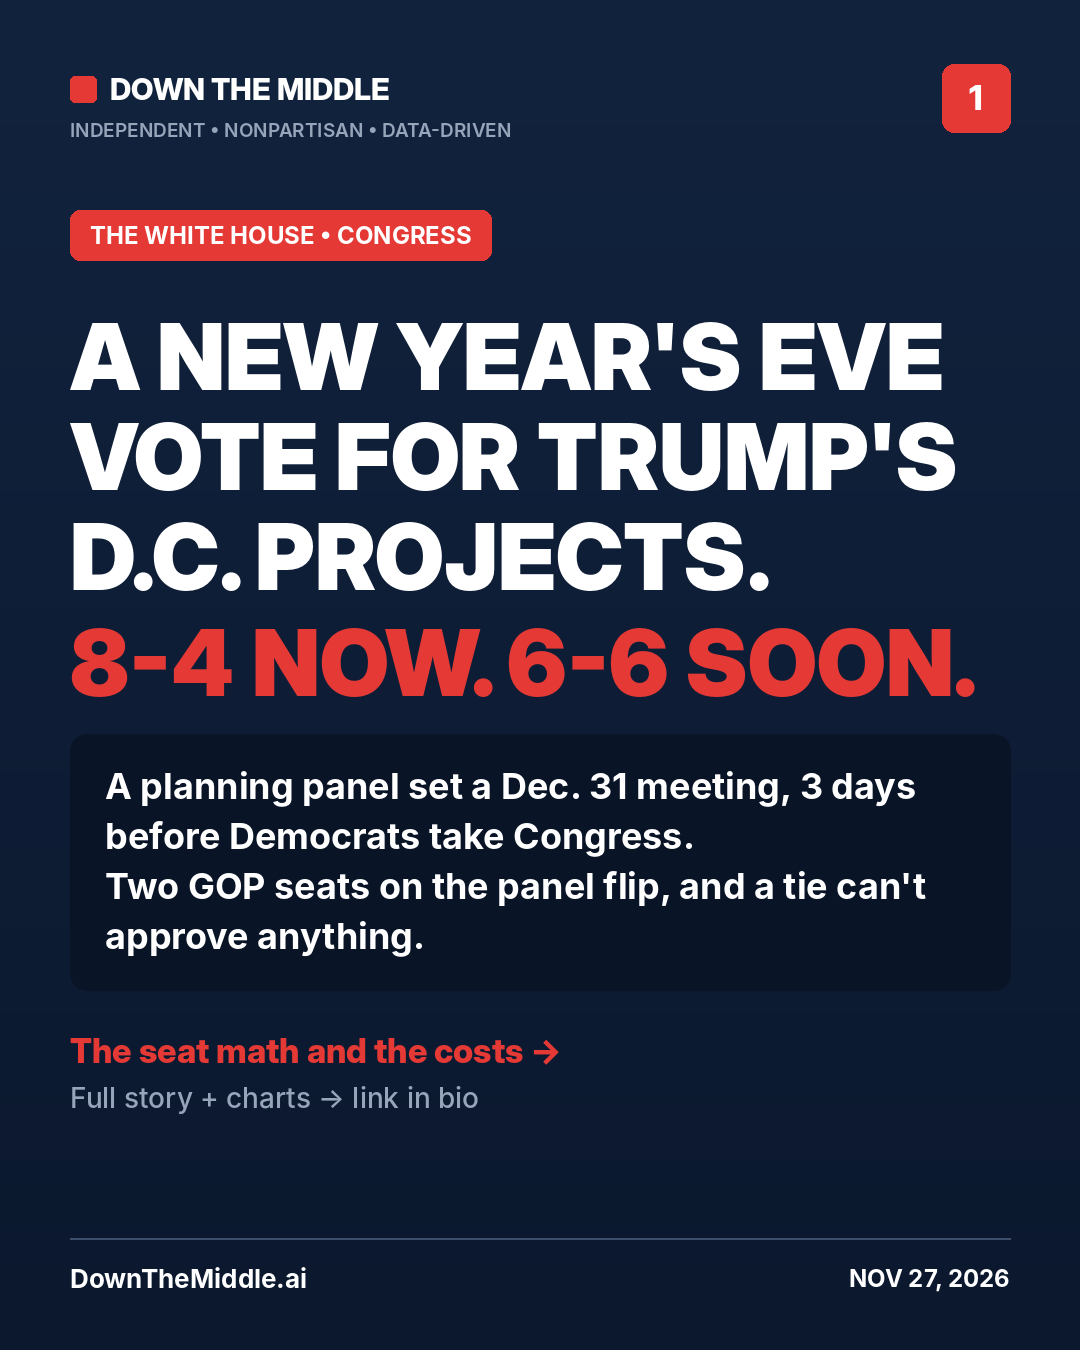 DOWN THE MIDDLE
1
INDEPENDENT • NONPARTISAN • DATA-DRIVEN
THE WHITE HOUSE • CONGRESS
A NEW YEAR'S EVE
VOTE FOR TRUMP'S
D.C. PROJECTS.
8-4 NOW. 6-6 SOON.
A planning panel set a Dec. 31 meeting, 3 days
before Democrats take Congress.
Two GOP seats on the panel flip, and a tie can't
approve anything.
The seat math and the costs →
Full story + charts → link in bio
DownTheMiddle.ai
NOV 27, 2026